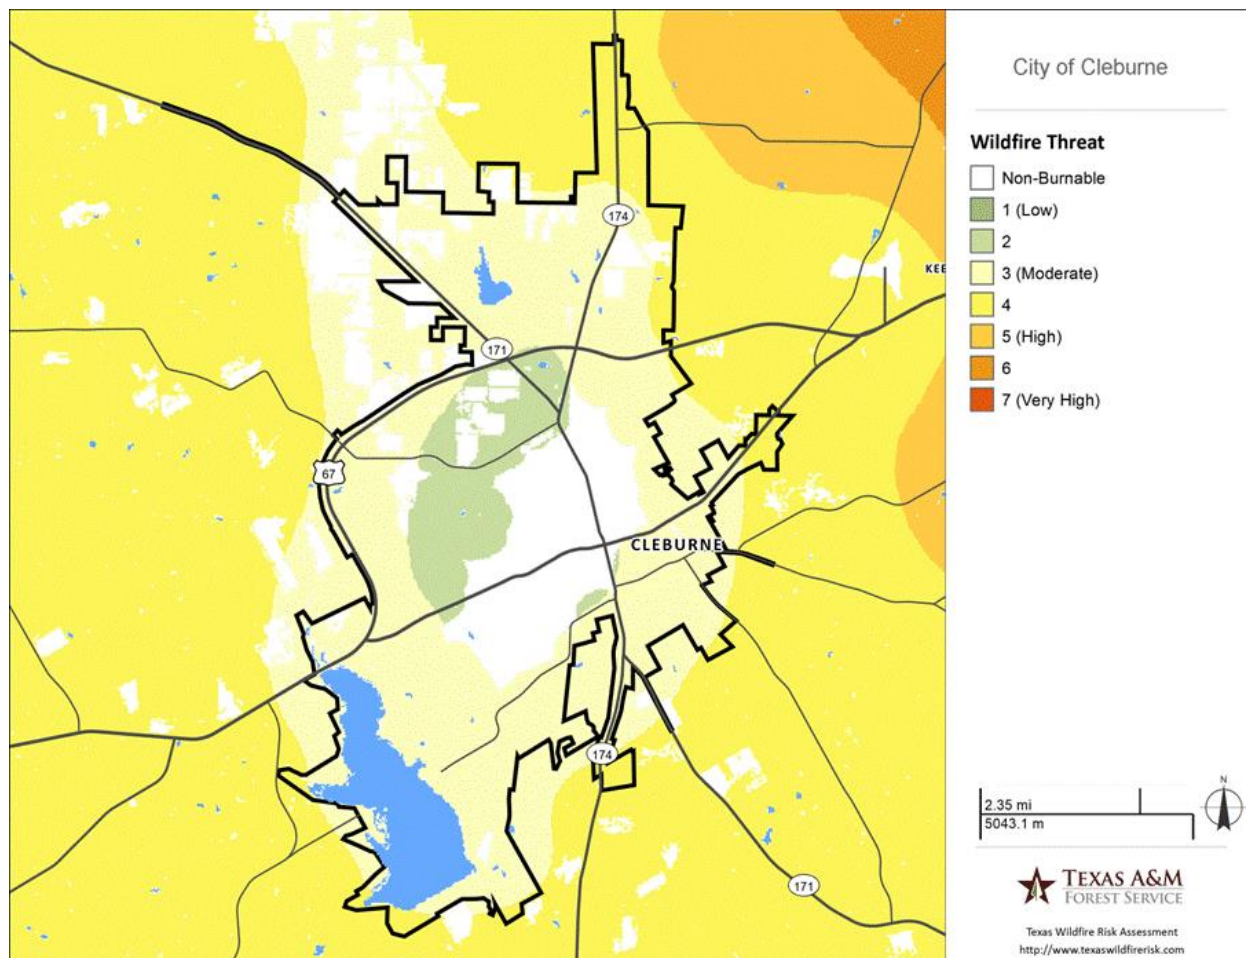 City of Cleburne
Wildfire Threat
Non-Burnable
1 (Low)
2
3 (Moderate)
4
5 (High)
6
7 (Very High)
174
KEE
171
67
CLEBURNE
174
171
N
2.35 mi
5043.1 m
TEXAS A&M
FOREST SERVICE
Texas Wildfire Risk Assessment
http://www.texaswildfirerisk.com